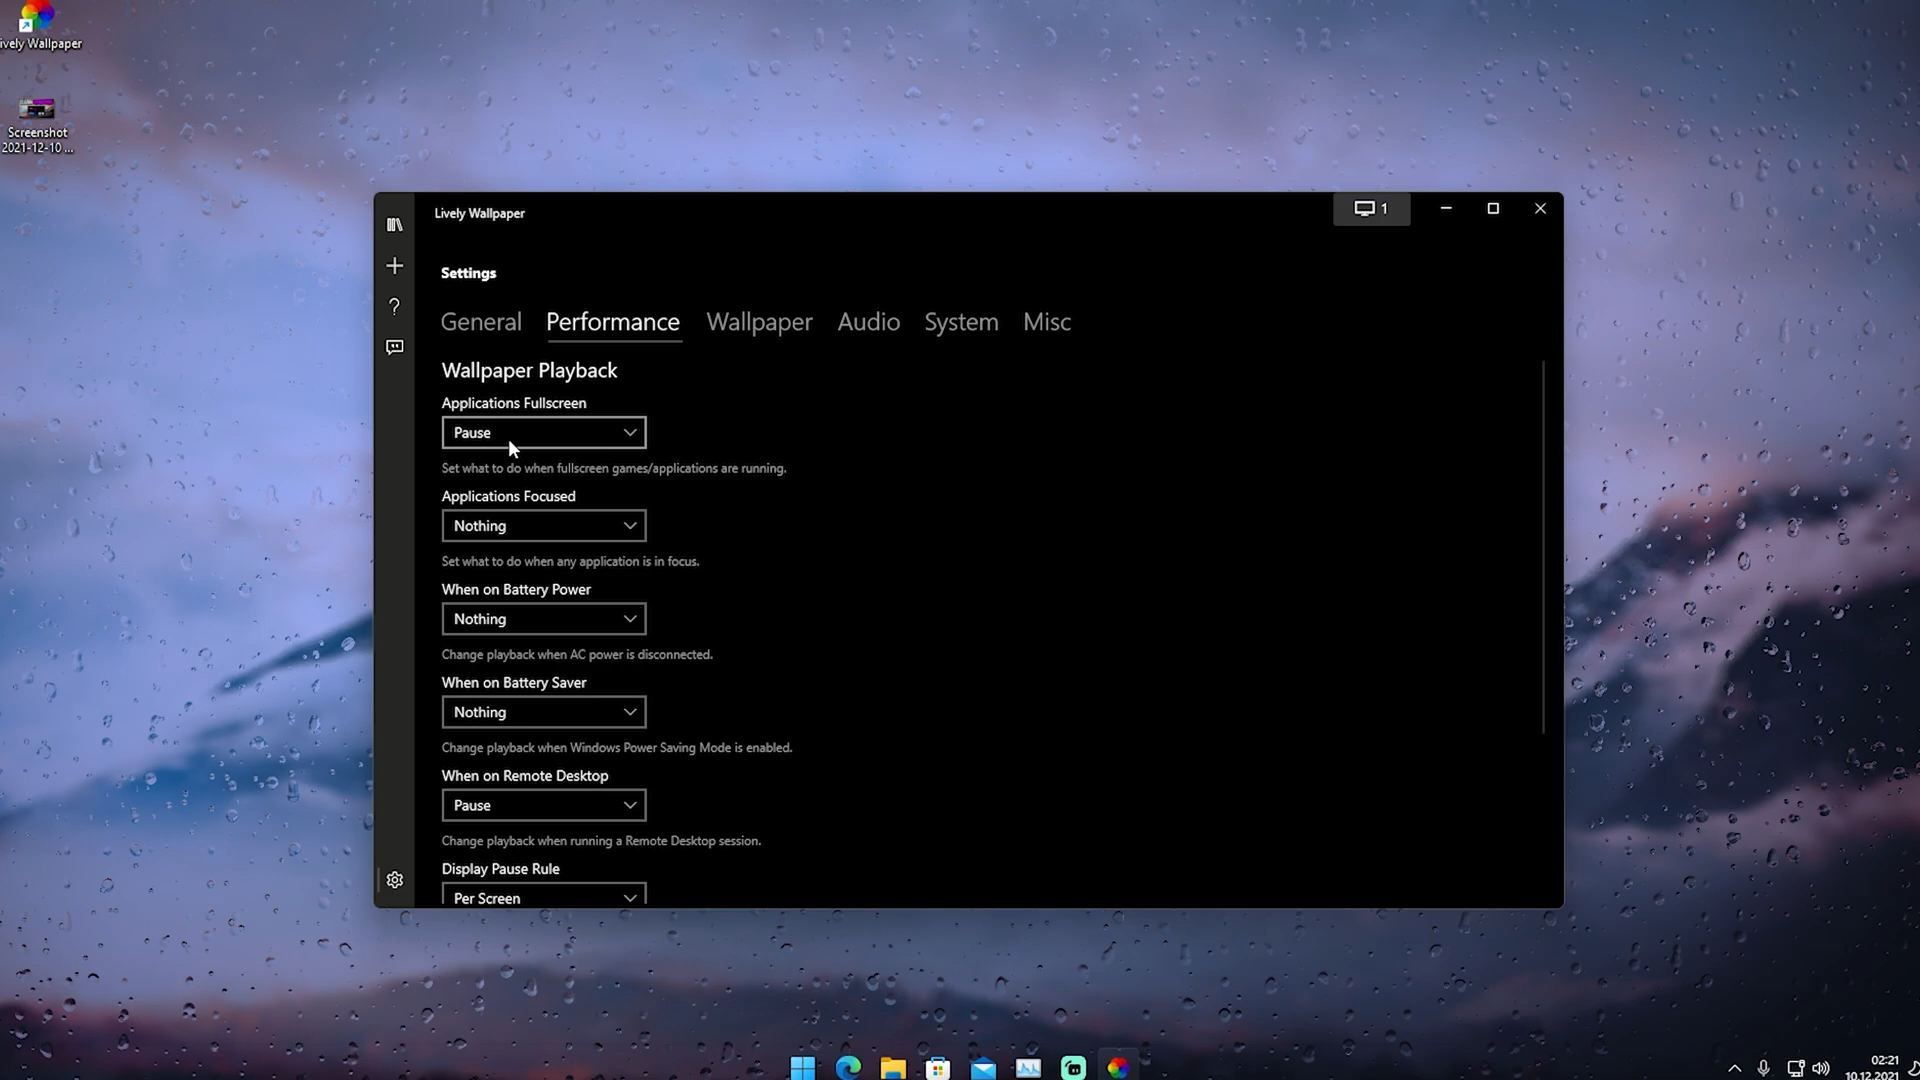 ively Wallpaper
Screenshot
2021-12-10 ...
Lively Wallpaper
1
Settings
General Performance Wallpaper Audio System Misc
Wallpaper Playback
Applications Fullscreen
Pause
Set what to do when fullscreen games/applications are running.
Applications Focused
Nothing
Set what to do when any application is in focus.
When on Battery Power
Nothing
Change playback when AC power is disconnected.
When on Battery Saver
Nothing
Change playback when Windows Power Saving Mode is enabled.
When on Remote Desktop
Pause
Change playback when running a Remote Desktop session.
Display Pause Rule
Per Screen
02:21
10.12.2021